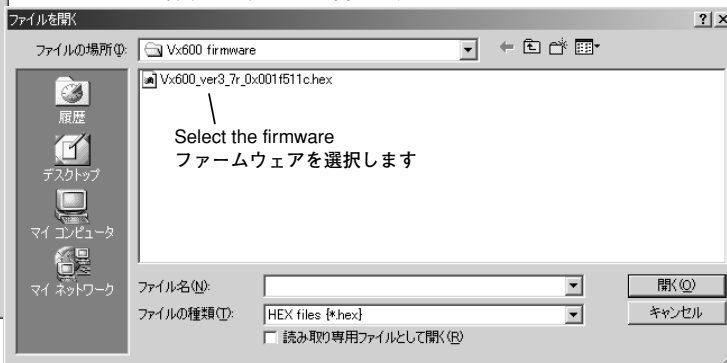 ファイルを開く
ファイルの場所(I):
Vx600 firmware
Vx600_ver3_7r_0x001f511c.hex
Select the firmware
ファームウェアを選択します
履歴
デスクトップ
マイ コンピュータ
マイ ネットワーク
ファイル名(N):
開く(O)
ファイルの種類(T):
HEX files {*.hex}
キャンセル
読み取り専用ファイルとして開く(R)